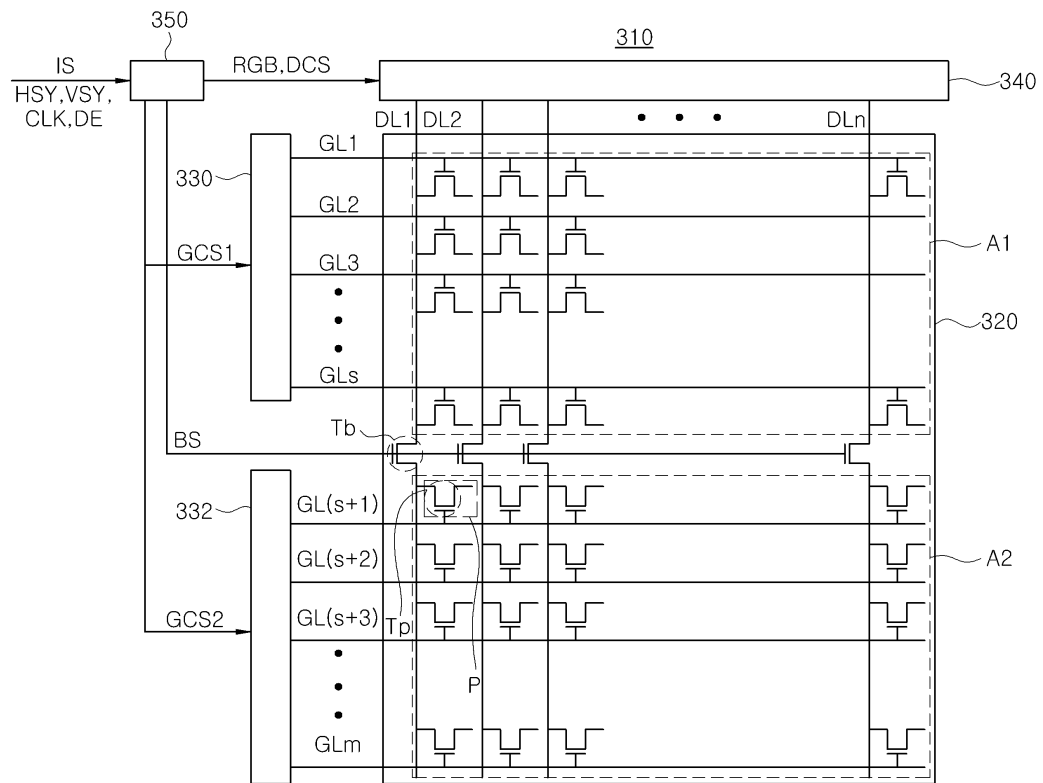 350
310
IS
RGB,DCS
340
HSY,VSY,
CLK,DE
DL1 DL2 • • • DLn
GL1
330
GL2
A1
GCS1
GL3
320
GLs
Tb
BS
332
GL(s+1)
GL(s+2)
A2
GL(s+3)
Tp
GCS2
P
GLm